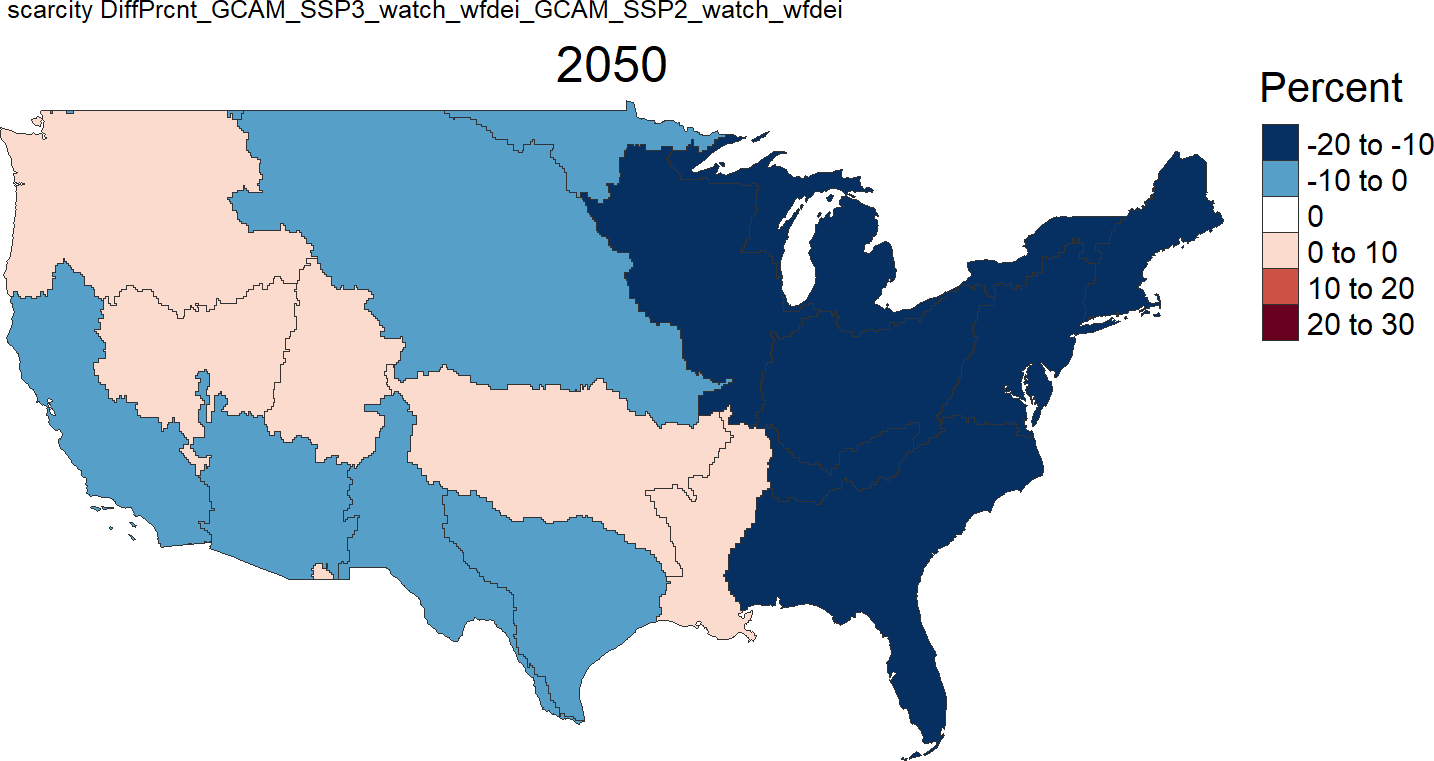 scarcity DiffPrcnt_GCAM_SSP3_watch_wfdei_GCAM_SSP2_watch_wfdei
2050
Percent
-20 to -10
-10 to 0
0
0 to 10
10 to 20
20 to 30